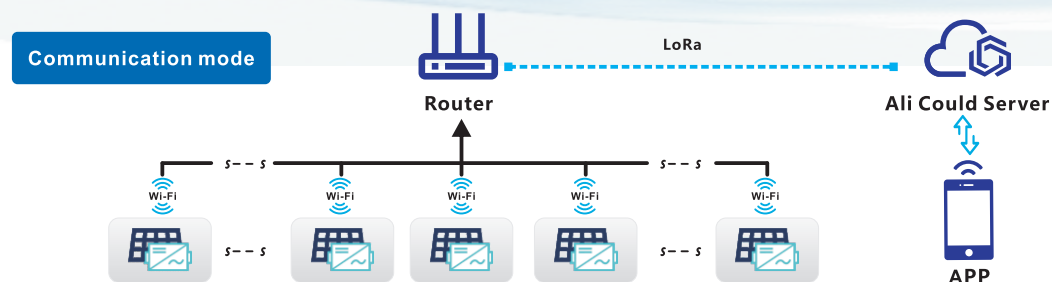 LoRa
Communication mode
Router
Ali Could Server
s-- s
s-- s
Wi-Fi
Wi-Fi
Wi-Fi
Wi-Fi
Wi-Fi
s-- s
s-- s
APP